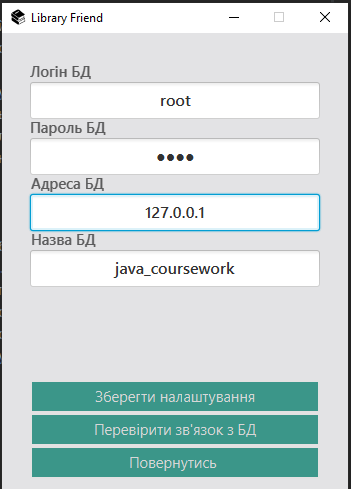 Library Friend
Логін БД
root
Пароль БД
●●●●
Адреса БД
127.0.0.1
Назва БД
java_coursework
Зберегти налаштування
Перевірити зв'язок з БД
Повернутись